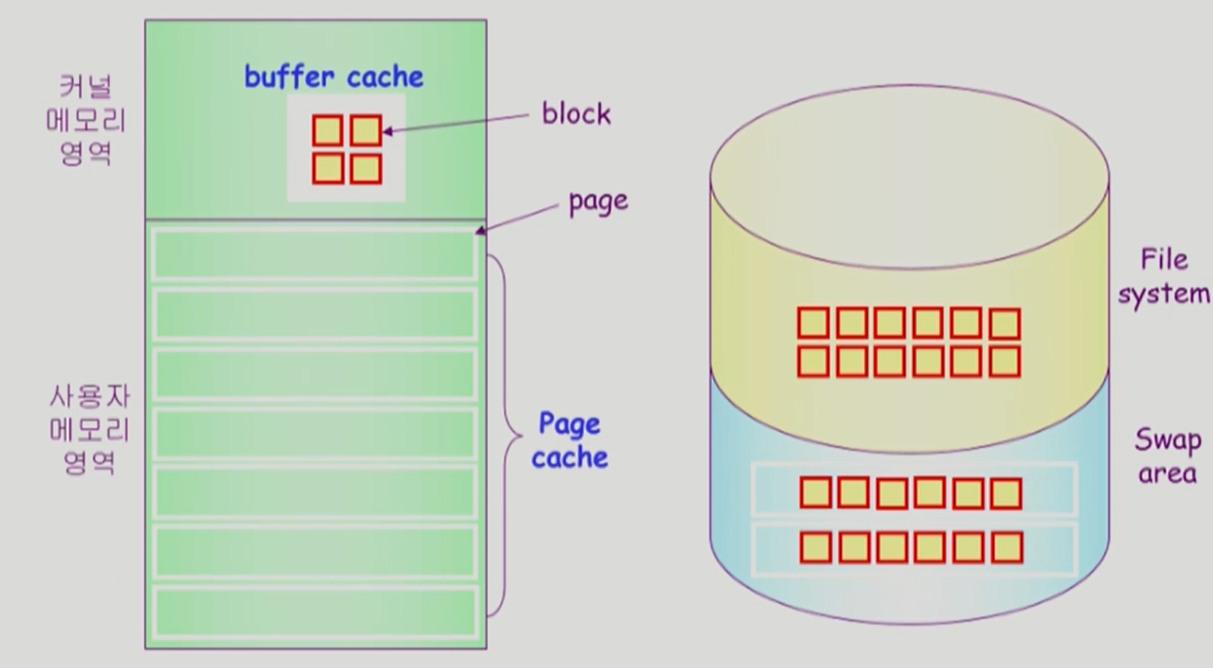 커널
메모리
영역
buffer cache
block
page
사용자
메모리
영역
Page
cache
File
system
Swap
area